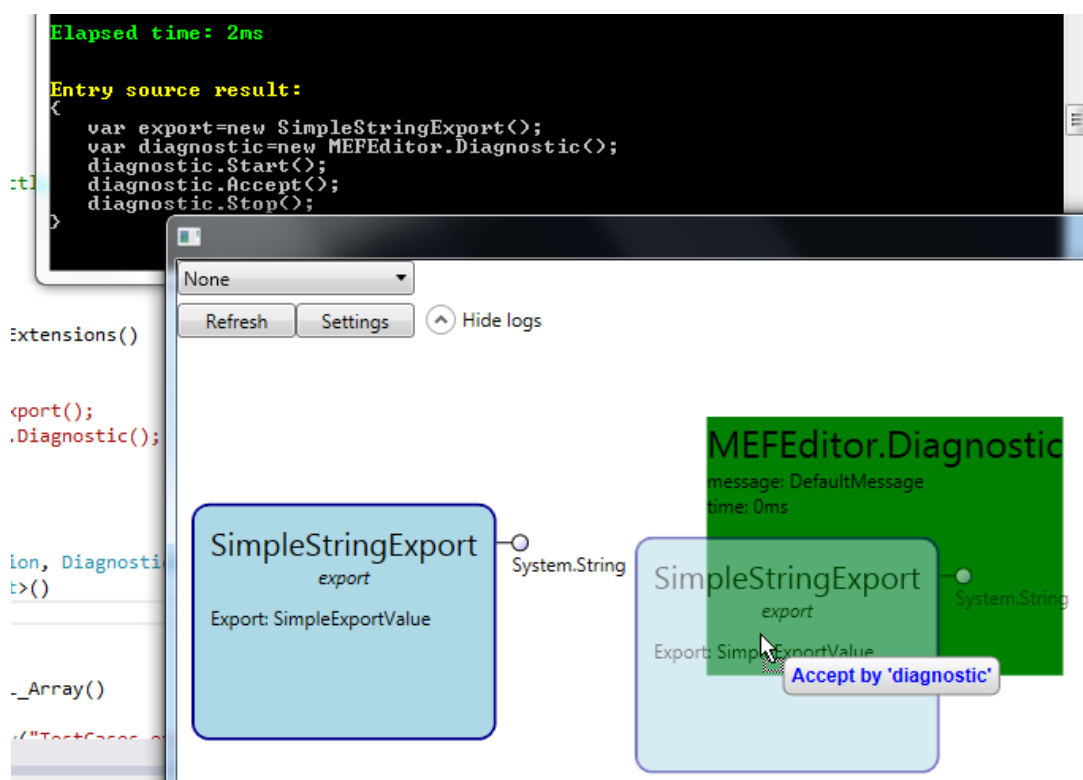 Elapsed time: 2ms
Entry source result:
{
var export=new SimpleStringExport();
var diagnostic=new MEFEditor.Diagnostic();
diagnostic.Start();
diagnostic.Accept();
diagnostic.Stop();
}
None
Refresh
Settings
Hide logs
Extensions()
xport();
.Diagnostic();
ion, Diagnosti
t>()
_Array()
SimpleStringExport
export
Export: SimpleExportValue
System.String
MEFEditor.Diagnostic
message: DefaultMessage
time: 0ms
SimpleStringExport
export
Export: SimpleExportValue
System.String
Accept by 'diagnostic'